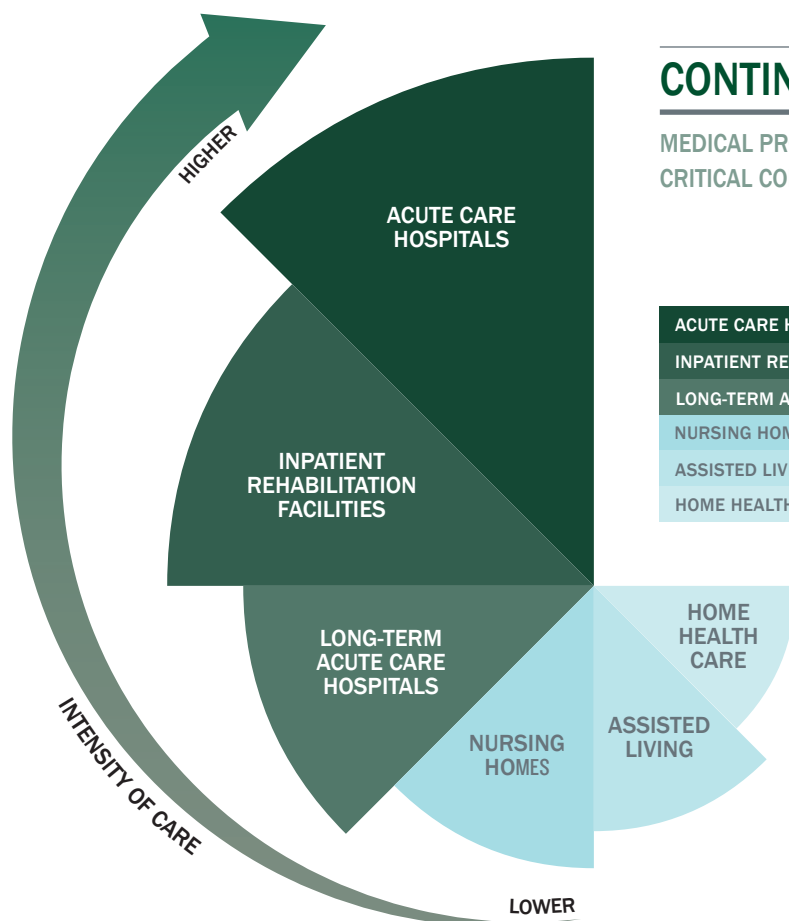 HIGHER
ACUTE CARE
HOSPITALS
INPATIENT
REHABILITATION
FACILITIES
LONG-TERM
ACUTE CARE
HOSPITALS
NURSING
HOMES
ASSISTED
LIVING
HOME
HEALTH
CARE
INTENSITY OF CARE
LOWER
CONTIN
MEDICAL PR
CRITICAL CO
ACUTE CARE H
INPATIENT RE
LONG-TERM A
NURSING HOM
ASSISTED LIV
HOME HEALTH